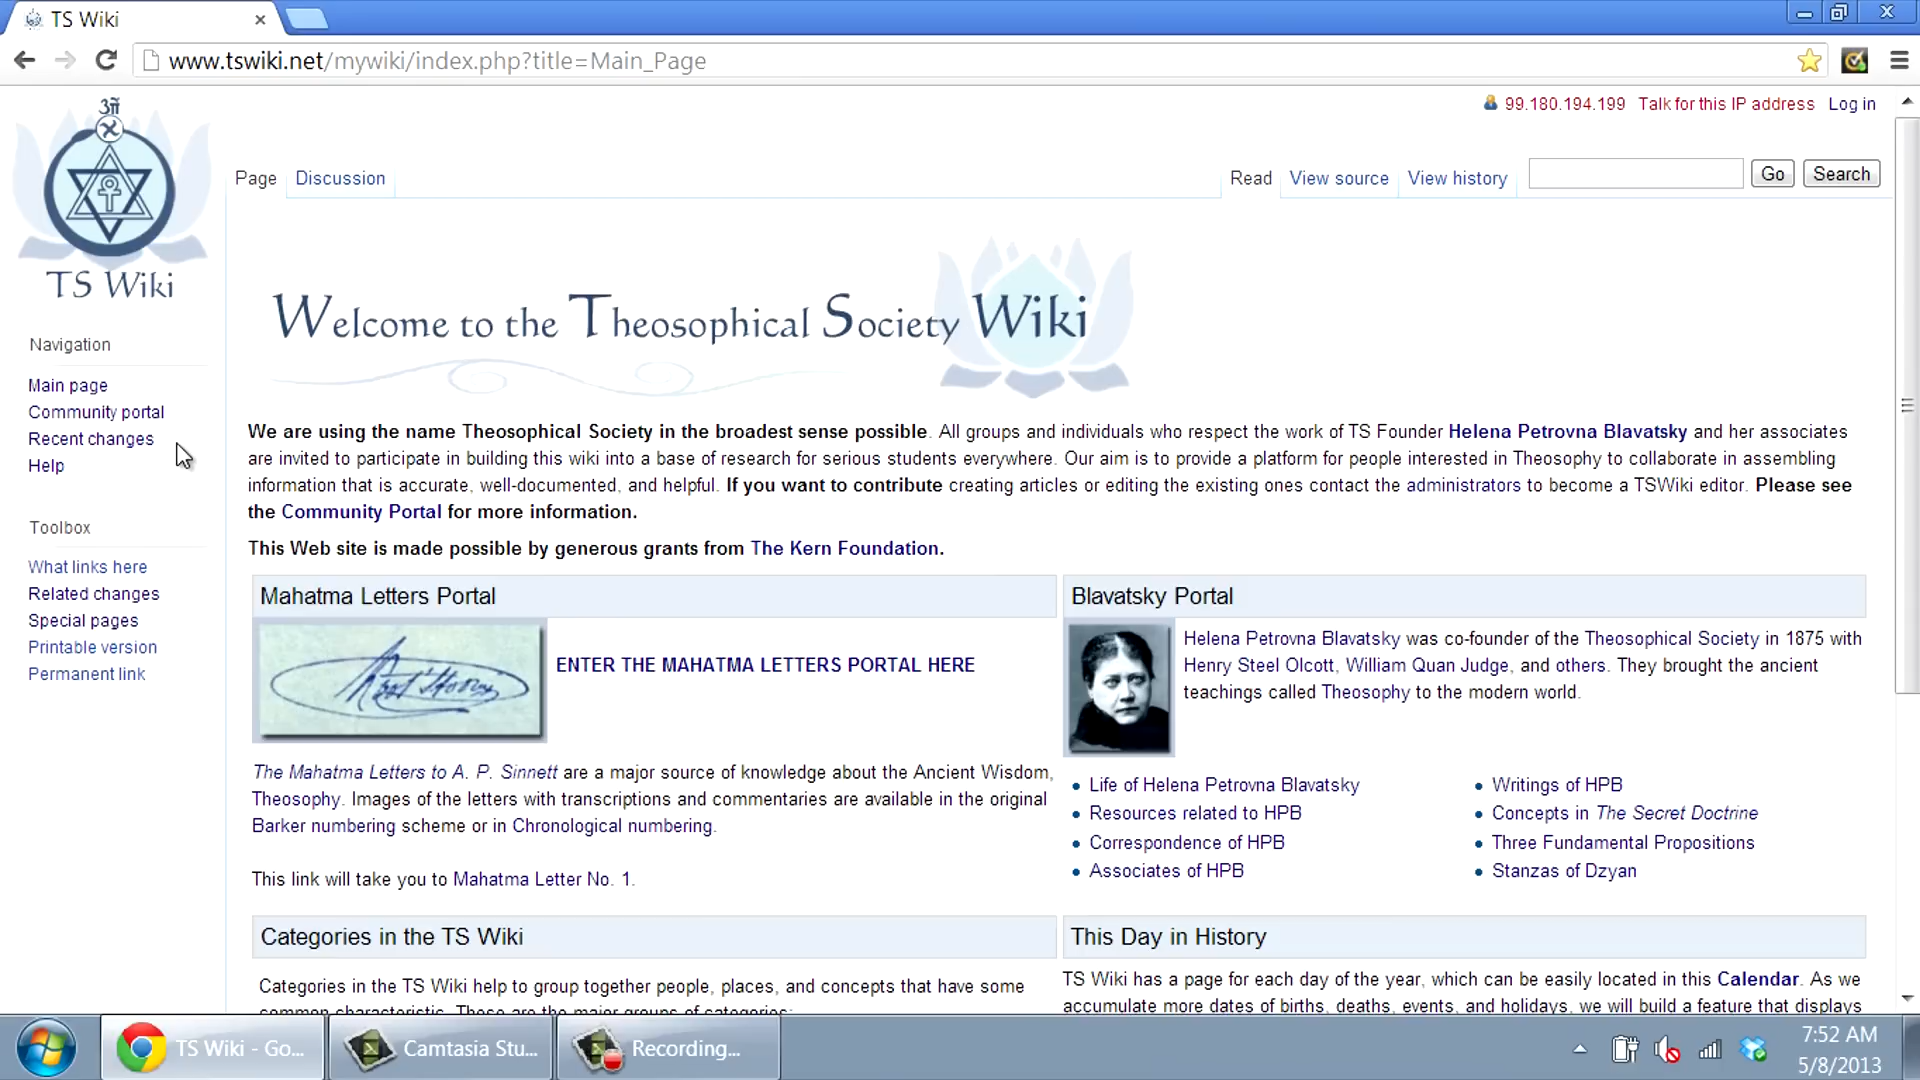 TS Wiki
www.tswiki.net/mywiki/index.php?title=Main_Page
99.180.194.199 Talk for this IP address Log in
Page Discussion Read View source View history Go Search
TS Wiki
Welcome to the Theosophical Society Wiki
Navigation
Main page
Community portal
Recent changes
Help
Toolbox
What links here
Related changes
Special pages
Printable version
Permanent link
We are using the name Theosophical Society in the broadest sense possible. All groups and individuals who respect the work of TS Founder Helena Petrovna Blavatsky and her associates
are invited to participate in building this wiki into a base of research for serious students everywhere. Our aim is to provide a platform for people interested in Theosophy to collaborate in assembling
information that is accurate, well-documented, and helpful. If you want to contribute creating articles or editing the existing ones contact the administrators to become a TSWiki editor. Please see
the Community Portal for more information.
This Web site is made possible by generous grants from The Kern Foundation.
Mahatma Letters Portal
ENTER THE MAHATMA LETTERS PORTAL HERE
The Mahatma Letters to A. P. Sinnett are a major source of knowledge about the Ancient Wisdom,
Theosophy. Images of the letters with transcriptions and commentaries are available in the original
Barker numbering scheme or in Chronological numbering.
This link will take you to Mahatma Letter No. 1.
Blavatsky Portal
Helena Petrovna Blavatsky was co-founder of the Theosophical Society in 1875 with
Henry Steel Olcott, William Quan Judge, and others. They brought the ancient
teachings called Theosophy to the modern world.
Life of Helena Petrovna Blavatsky
Resources related to HPB
Correspondence of HPB
Associates of HPB
Writings of HPB
Concepts in The Secret Doctrine
Three Fundamental Propositions
Stanzas of Dzyan
Categories in the TS Wiki
Categories in the TS Wiki help to group together people, places, and concepts that have some
common characteristic. These are the major groups of categories:
This Day in History
TS Wiki has a page for each day of the year, which can be easily located in this Calendar. As we
accumulate more dates of births, deaths, events, and holidays, we will build a feature that displays
TS Wiki - Go...
Camtasia Stu...
Recording...
7:52 AM
5/8/2013